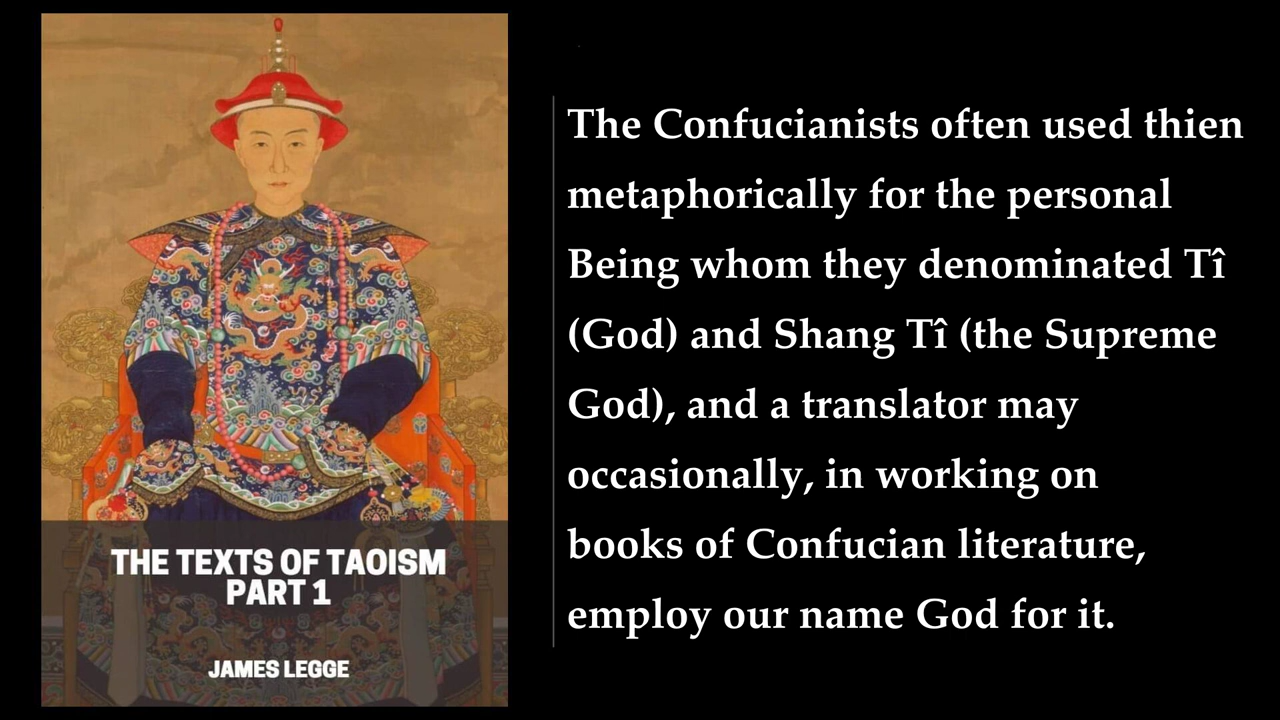 THE TEXTS OF TAOISM
PART 1
JAMES LEGGE
The Confucianists often used thien
metaphorically for the personal
Being whom they denominated Tî
(God) and Shang Tî (the Supreme
God), and a translator may
occasionally, in working on
books of Confucian literature,
employ our name God for it.